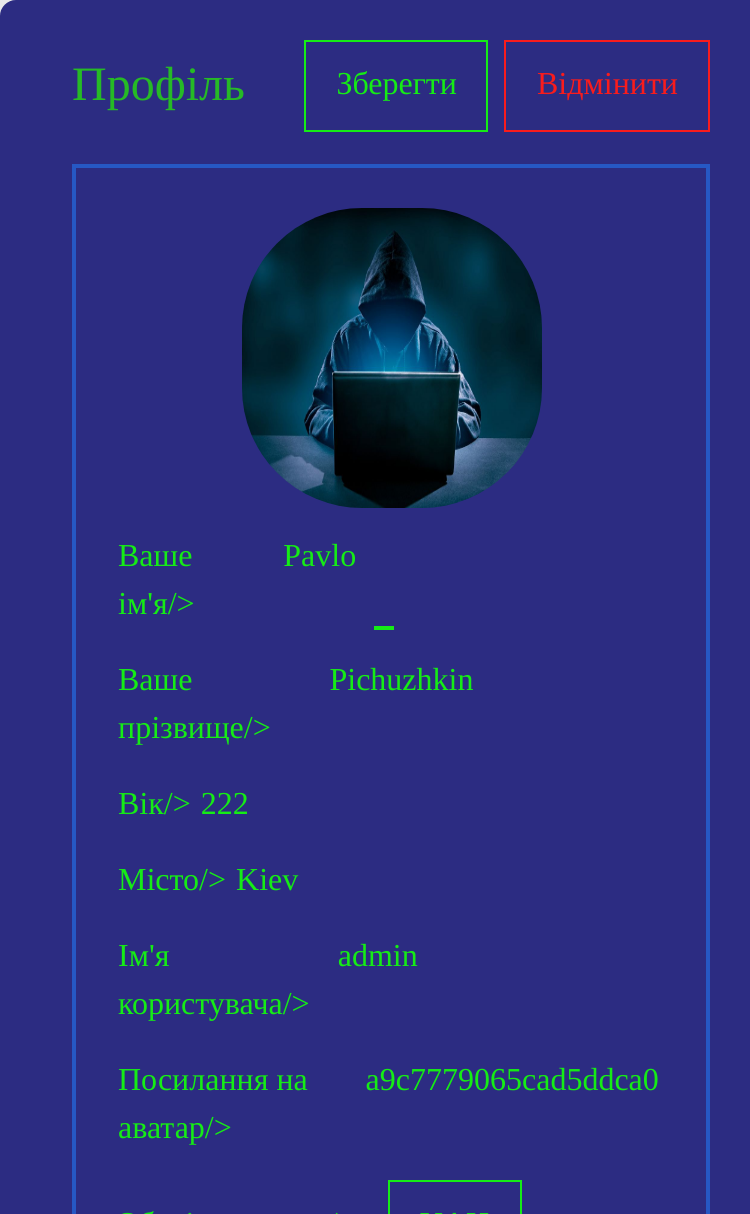 Профіль
Зберегти
Відмінити
Ваше ім'я/> Pavlo
Ваше прізвище/> Pichuzhkin
Вік/> 222
Місто/> Kiev
Ім'я користувача/> admin
Посилання на аватар/> a9c7779065cad5ddca0